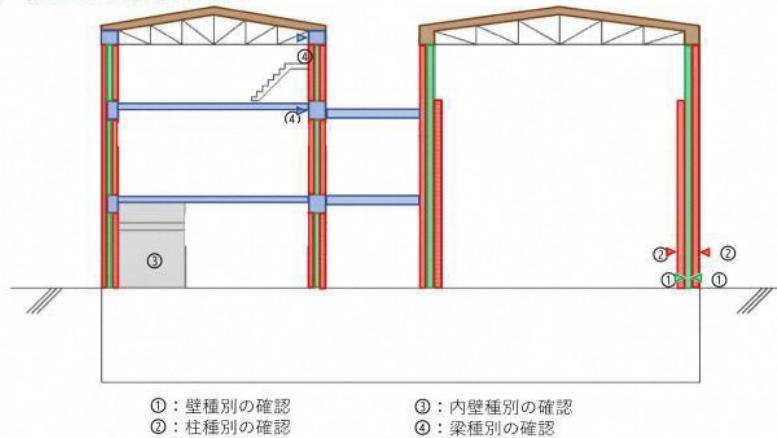 ④
④
③
② ②
① ①
①：壁種別の確認
②：柱種別の確認
③：内壁種別の確認
④：梁種別の確認